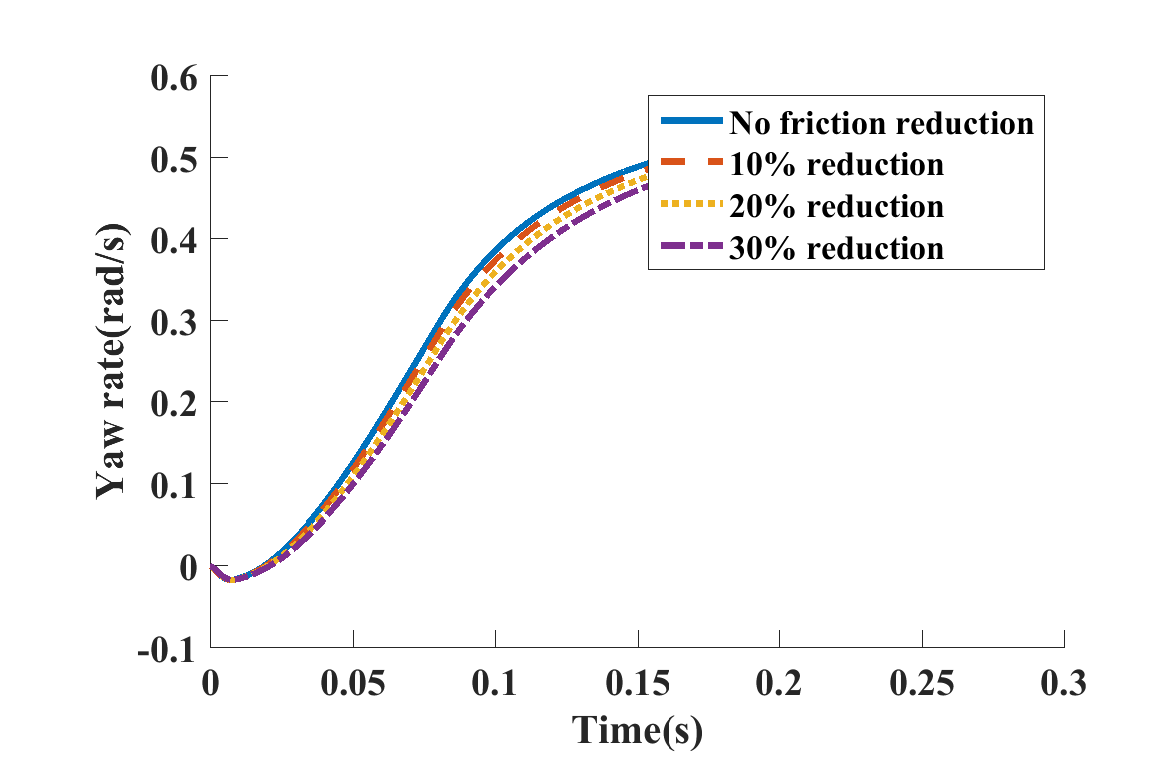 0.6
0.5
0.4
0.3
0.2
0.1
0
-0.1
Yaw rate(rad/s)
No friction reduction
10% reduction
20% reduction
30% reduction
0 0.05 0.1 0.15 0.2 0.25 0.3
Time(s)